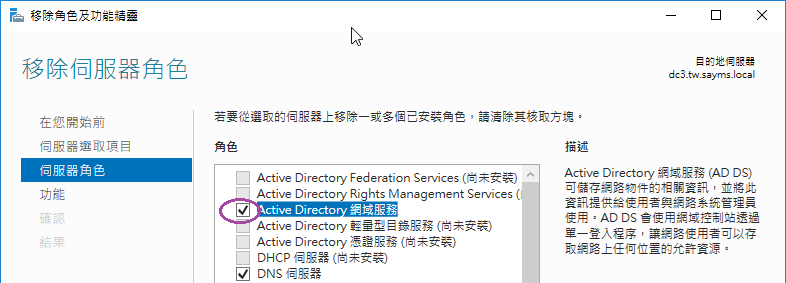 移除角色及功能精靈
移除伺服器角色
目的地伺服器
dc3.tw.sayms.local
在您開始前
伺服器選取項目
伺服器角色
功能
確認
結果
若要從選取的伺服器上移除一或多個已安裝角色，請清除其核取方塊。
角色
Active Directory Federation Services (尚未安裝)
Active Directory Rights Management Services (
Active Directory 網域服務
Active Directory 輕量型目錄服務 (尚未安裝)
Active Directory 憑證服務 (尚未安裝)
DHCP 伺服器 (尚未安裝)
DNS 伺服器
描述
Active Directory 網域服務 (AD DS)
可儲存網路物件的相關資訊，並將此
資訊提供給使用者與網路系統管理員
使用。AD DS 會使用網域控制站透過
單一登入程序，讓網路使用者可以存
取網路上任何位置的允許資源。